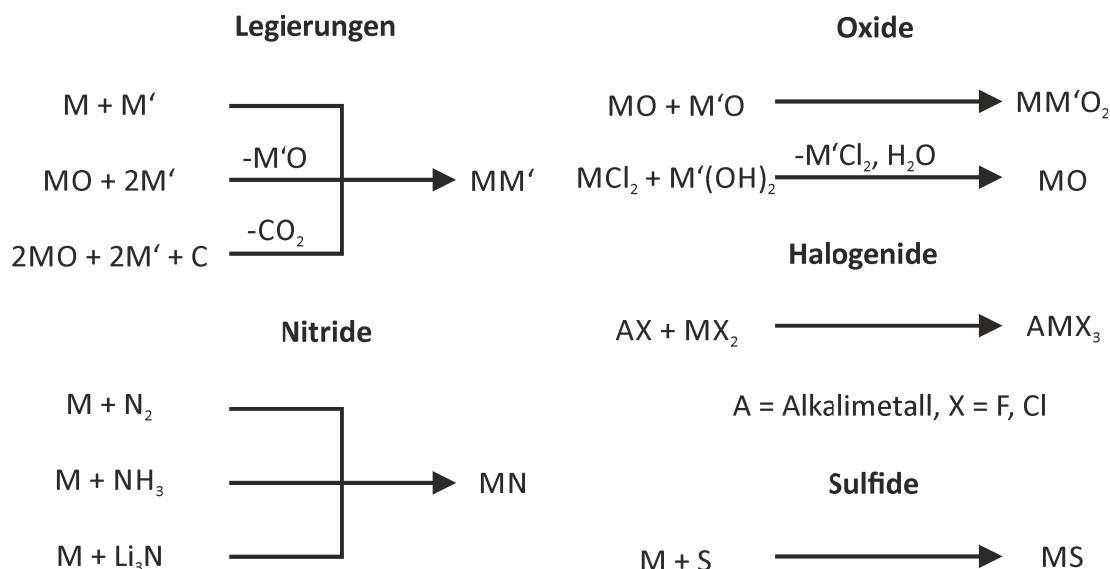 Legierungen
M + M‘
MO + 2M‘
-M‘O
2MO + 2M‘ + C
-CO₂
MM‘
Nitride
M + N₂
M + NH₃
M + Li₃N
MN
Oxide
MO + M‘O
MM‘O₂
MCl₂ + M‘(OH)₂
-M‘Cl₂, H₂O
MO
Halogenide
AX + MX₂
AMX₃
A = Alkalimetall, X = F, Cl
Sulfide
M + S
MS